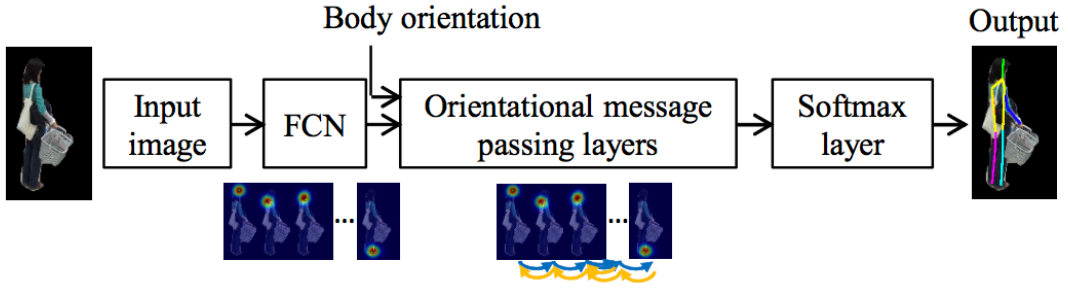 Body orientation
Output
Input
image
FCN
Orientational message
passing layers
Softmax
layer
...
...